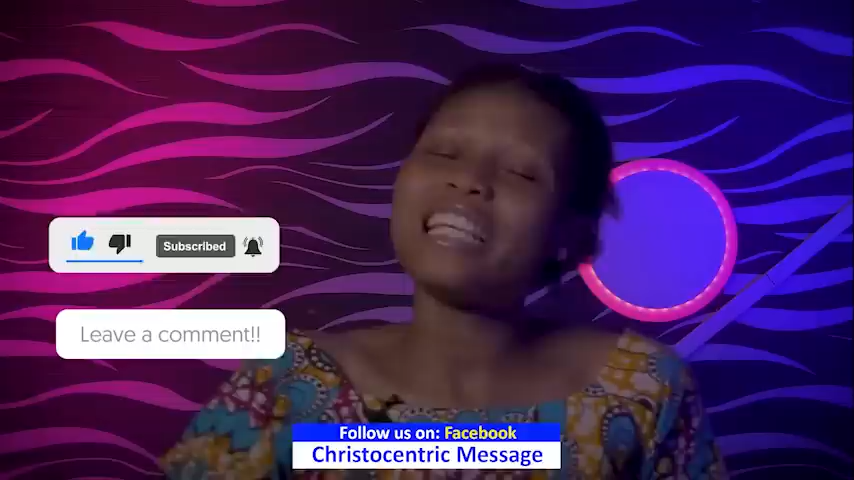 Subscribed
Leave a comment!!
Follow us on: Facebook
Christocentric Message